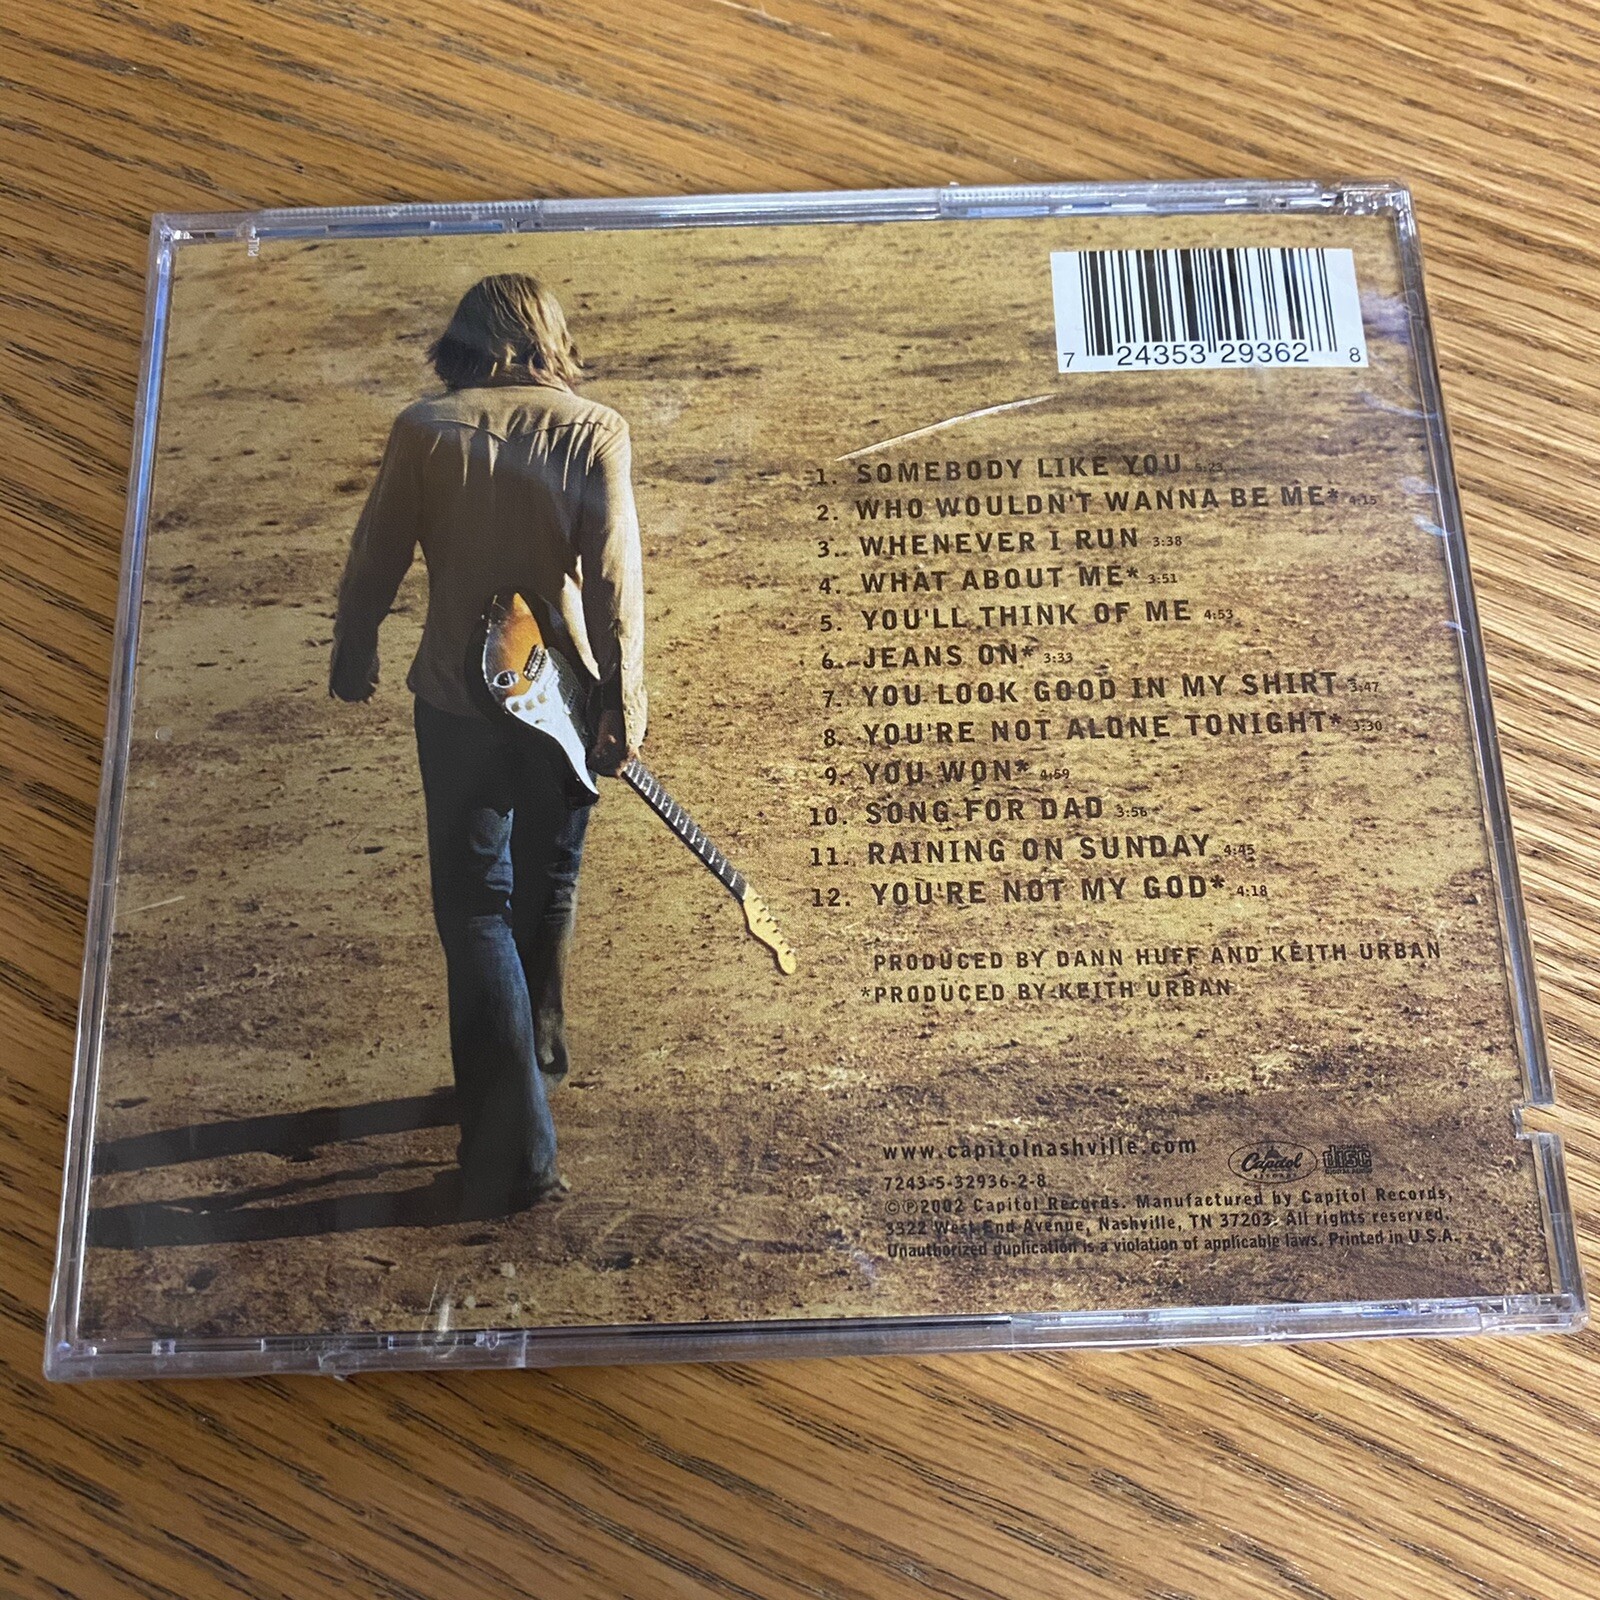 PULL
7 24353 29362 8
1. SOMEBODY LIKE YOU 5:23
2. WHO WOULDN'T WANNA BE ME* 4:15
3. WHENEVER I RUN 3:38
4. WHAT ABOUT ME* 3:51
5. YOU'LL THINK OF ME 4:53
6. JEANS ON* 3:33
7. YOU LOOK GOOD IN MY SHIRT 3:47
8. YOU'RE NOT ALONE TONIGHT* 3:30
9. YOU WON* 4:59
10. SONG FOR DAD 3:56
11. RAINING ON SUNDAY 4:45
12. YOU'RE NOT MY GOD* 4:18
PRODUCED BY DANN HUFF AND KEITH URBAN
*PRODUCED BY KEITH URBAN
www.capitolnashville.com
Capitol
RECORDS
COMPACT
disc
DIGITAL AUDIO
7243-5-32936-2-8
©℗2002 Capitol Records. Manufactured by Capitol Records,
3322 West End Avenue, Nashville, TN 37203. All rights reserved.
Unauthorized duplication is a violation of applicable laws. Printed in U.S.A.